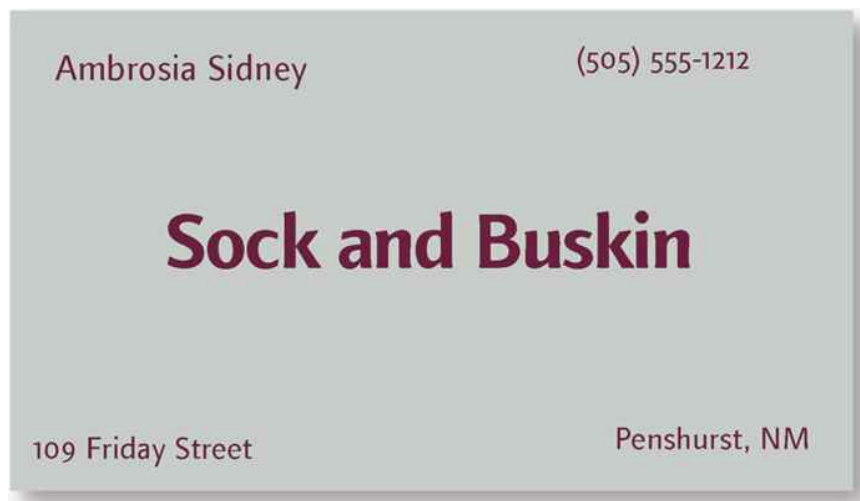 Ambrosia Sidney
(505) 555-1212
Sock and Buskin
109 Friday Street
Penshurst, NM